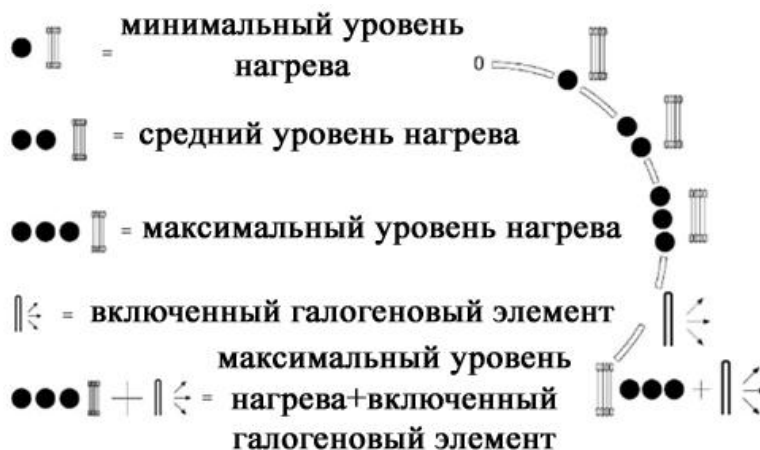 = минимальный уровень
нагрева
0
= средний уровень нагрева
= максимальный уровень нагрева
= включенный галогеновый элемент
+ = максимальный уровень
нагрева+включенный
галогеновый элемент
+